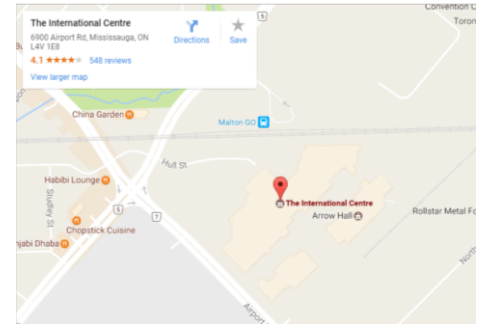 The International Centre
6900 Airport Rd, Mississauga, ON
L4V 1E8
Directions
Save
4.1 ★★★★★ 548 reviews
View larger map
5
Convention C
Toron
China Garden
Malton GO
Hull St
Habibi Lounge
Studley St
5
7
Chopstick Cuisine
njabi Dhaba
The International Centre
Arrow Hall
Rollstar Metal Fo
North
Airport